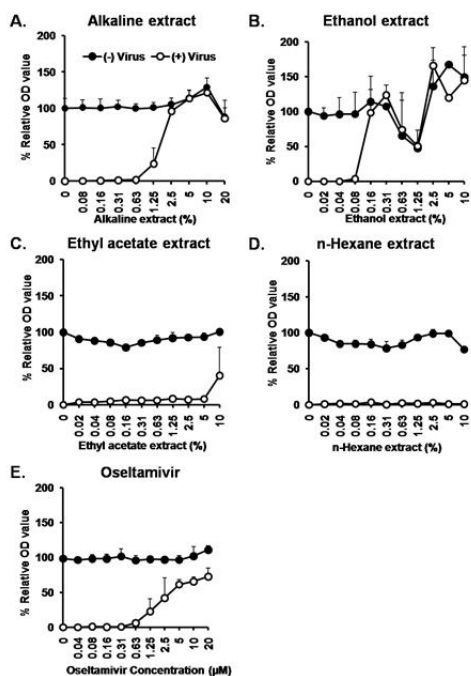 A. Alkaline extract
200
150
100
50
0
% Relative OD value
(-) Virus (+) Virus
0 0.08 0.16 0.31 0.63 1.25 2.5 5 10 20
Alkaline extract (%)
B. Ethanol extract
200
150
100
50
0
% Relative OD value
0 0.02 0.04 0.08 0.16 0.31 0.63 1.25 2.5 5 10
Ethanol extract (%)
C. Ethyl acetate extract
200
150
100
50
0
% Relative OD value
0 0.02 0.04 0.08 0.16 0.31 0.63 1.25 2.5 5 10
Ethyl acetate extract (%)
D. n-Hexane extract
200
150
100
50
0
% Relative OD value
0 0.02 0.04 0.08 0.16 0.31 0.63 1.25 2.5 5 10
n-Hexane extract (%)
E. Oseltamivir
200
150
100
50
0
% Relative OD value
0 0.04 0.08 0.16 0.31 0.63 1.25 2.5 5 10 20
Oseltamivir Concentration (μM)